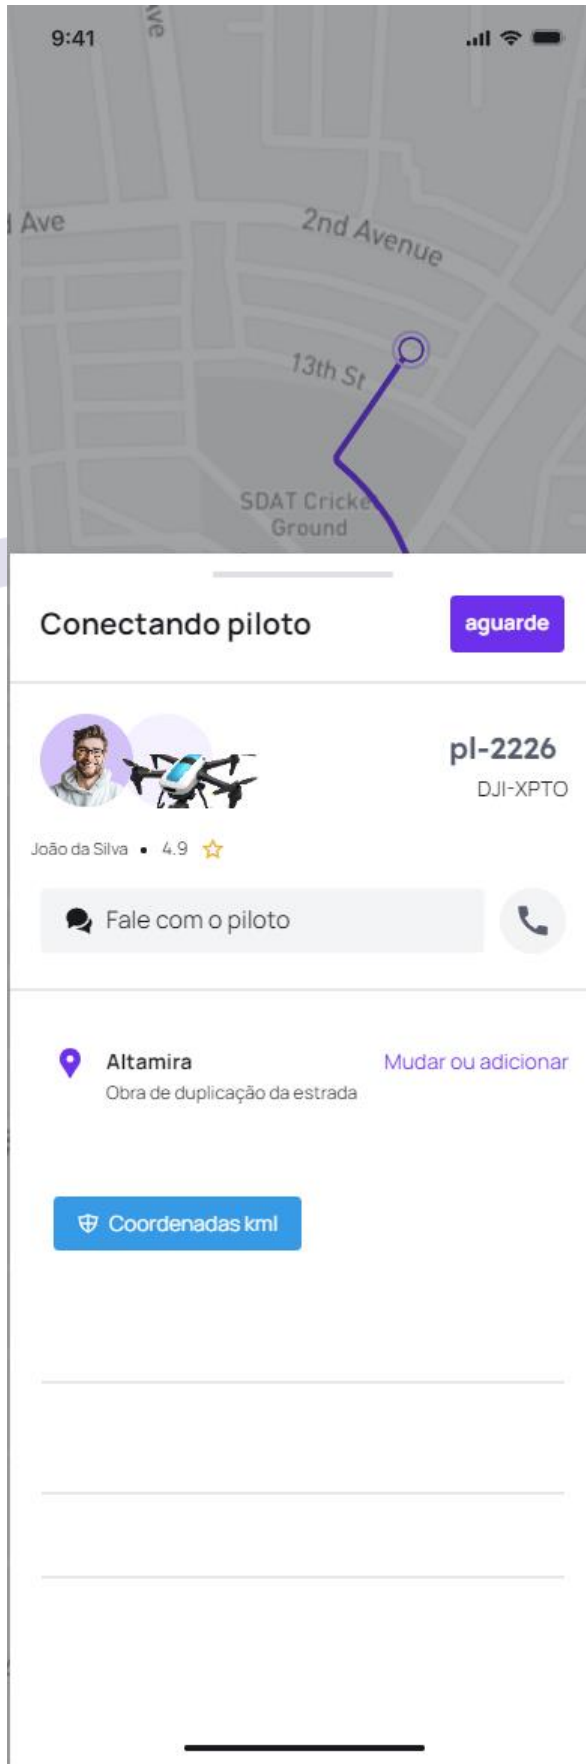 9:41
ve
Ave
2nd Avenue
13th St
SDAT Cricke
Ground
Conectando piloto
aguarde
pl-2226
DJI-XPTO
João da Silva • 4.9
Fale com o piloto
Altamira
Mudar ou adicionar
Obra de duplicação da estrada
Coordenadas kml